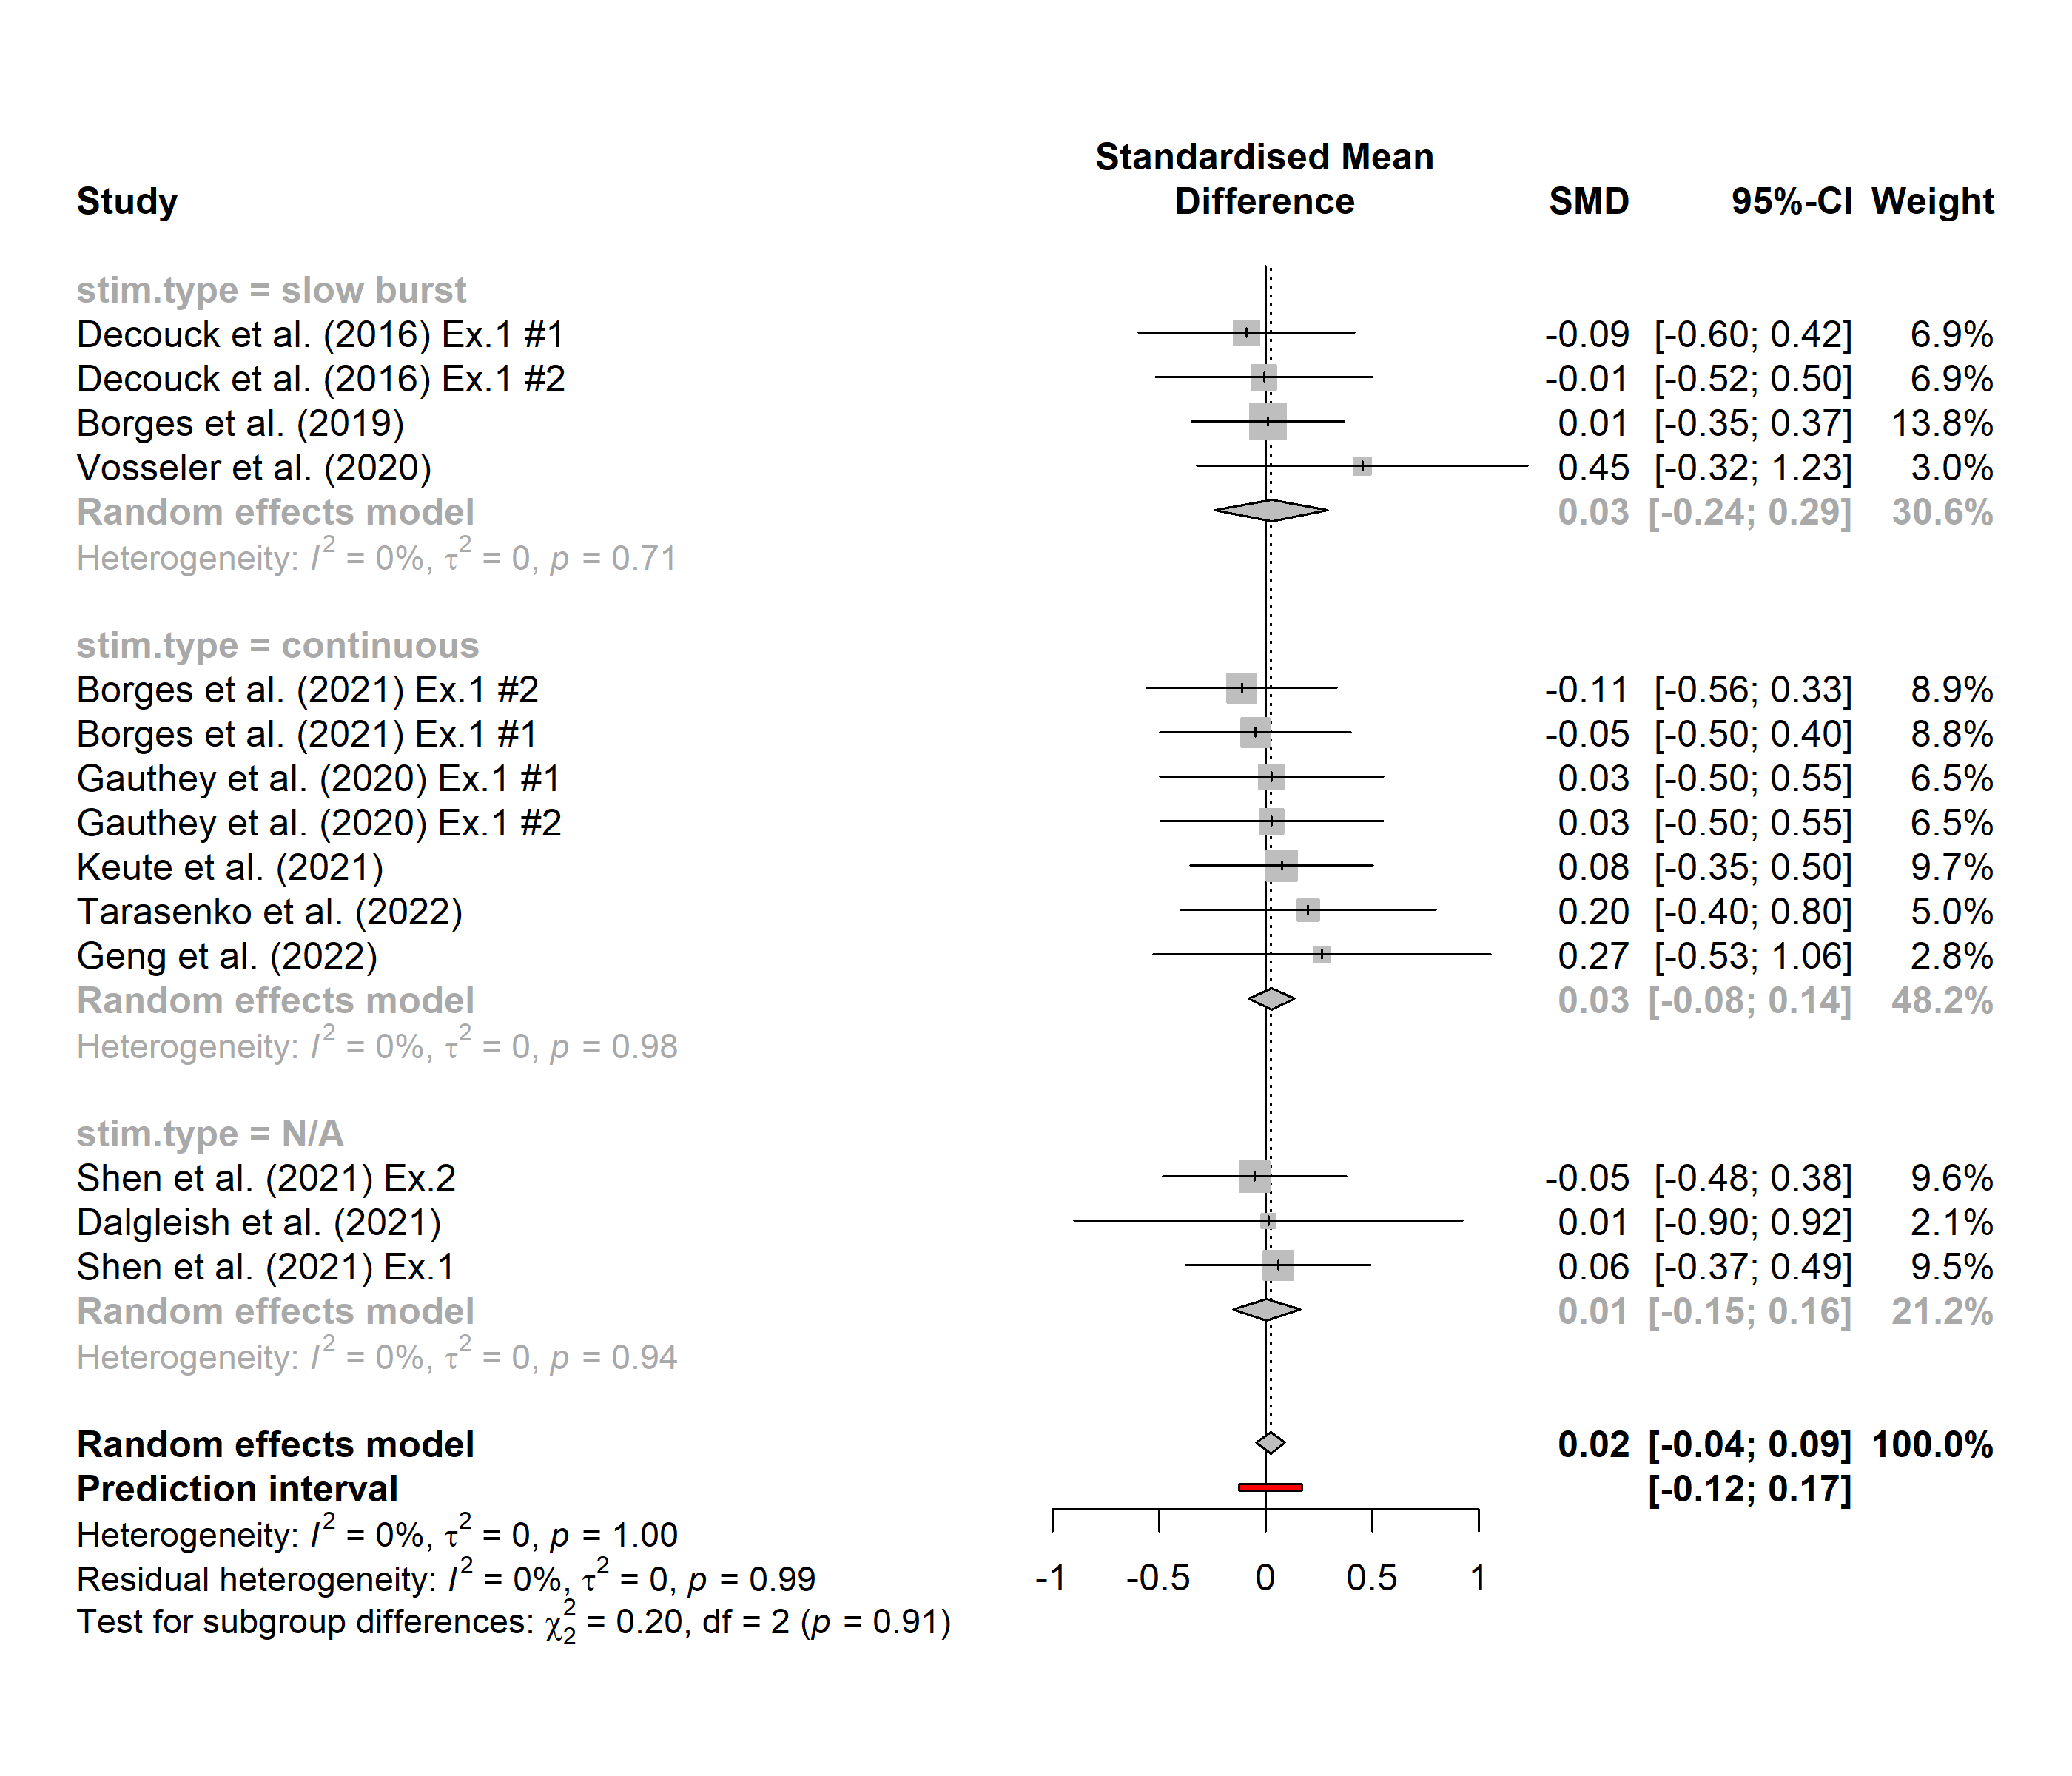 Standardised Mean
Study Difference SMD 95%-CI Weight
stim.type = slow burst
Decouck et al. (2016) Ex.1 #1 -0.09 [-0.60; 0.42] 6.9%
Decouck et al. (2016) Ex.1 #2 -0.01 [-0.52; 0.50] 6.9%
Borges et al. (2019) 0.01 [-0.35; 0.37] 13.8%
Vosseler et al. (2020) 0.45 [-0.32; 1.23] 3.0%
Random effects model 0.03 [-0.24; 0.29] 30.6%
Heterogeneity: I² = 0%, τ² = 0, p = 0.71
stim.type = continuous
Borges et al. (2021) Ex.1 #2 -0.11 [-0.56; 0.33] 8.9%
Borges et al. (2021) Ex.1 #1 -0.05 [-0.50; 0.40] 8.8%
Gauthey et al. (2020) Ex.1 #1 0.03 [-0.50; 0.55] 6.5%
Gauthey et al. (2020) Ex.1 #2 0.03 [-0.50; 0.55] 6.5%
Keute et al. (2021) 0.08 [-0.35; 0.50] 9.7%
Tarasenko et al. (2022) 0.20 [-0.40; 0.80] 5.0%
Geng et al. (2022) 0.27 [-0.53; 1.06] 2.8%
Random effects model 0.03 [-0.08; 0.14] 48.2%
Heterogeneity: I² = 0%, τ² = 0, p = 0.98
stim.type = N/A
Shen et al. (2021) Ex.2 -0.05 [-0.48; 0.38] 9.6%
Dalgleish et al. (2021) 0.01 [-0.90; 0.92] 2.1%
Shen et al. (2021) Ex.1 0.06 [-0.37; 0.49] 9.5%
Random effects model 0.01 [-0.15; 0.16] 21.2%
Heterogeneity: I² = 0%, τ² = 0, p = 0.94
Random effects model 0.02 [-0.04; 0.09] 100.0%
Prediction interval [-0.12; 0.17]
Heterogeneity: I² = 0%, τ² = 0, p = 1.00
Residual heterogeneity: I² = 0%, τ² = 0, p = 0.99
-1 -0.5 0 0.5 1
Test for subgroup differences: χ²₂ = 0.20, df = 2 (p = 0.91)